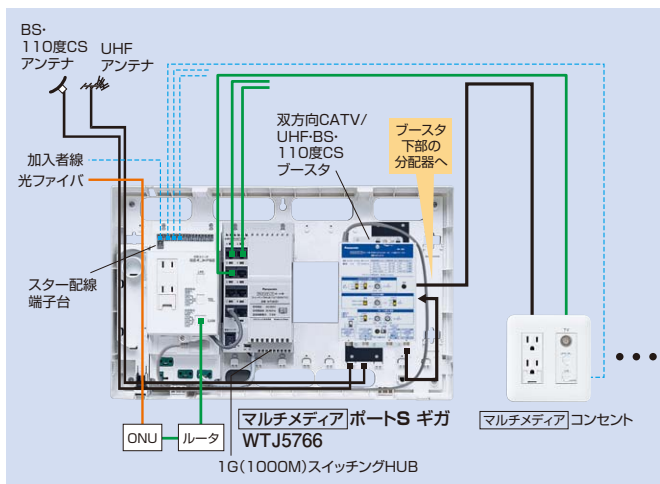 BS・
110度CS
アンテナ
UHF
アンテナ
双方向CATV/
UHF・BS・
110度CS
ブースタ
ブースタ
下部の
分配器へ
加入者線
光ファイバ
スター配線
端子台
Panasonic
Panasonic
TV
マルチメディア ポートS ギガ
WTJ5766
マルチメディア コンセント
•••
ONU
ルータ
1G(1000M)スイッチングHUB